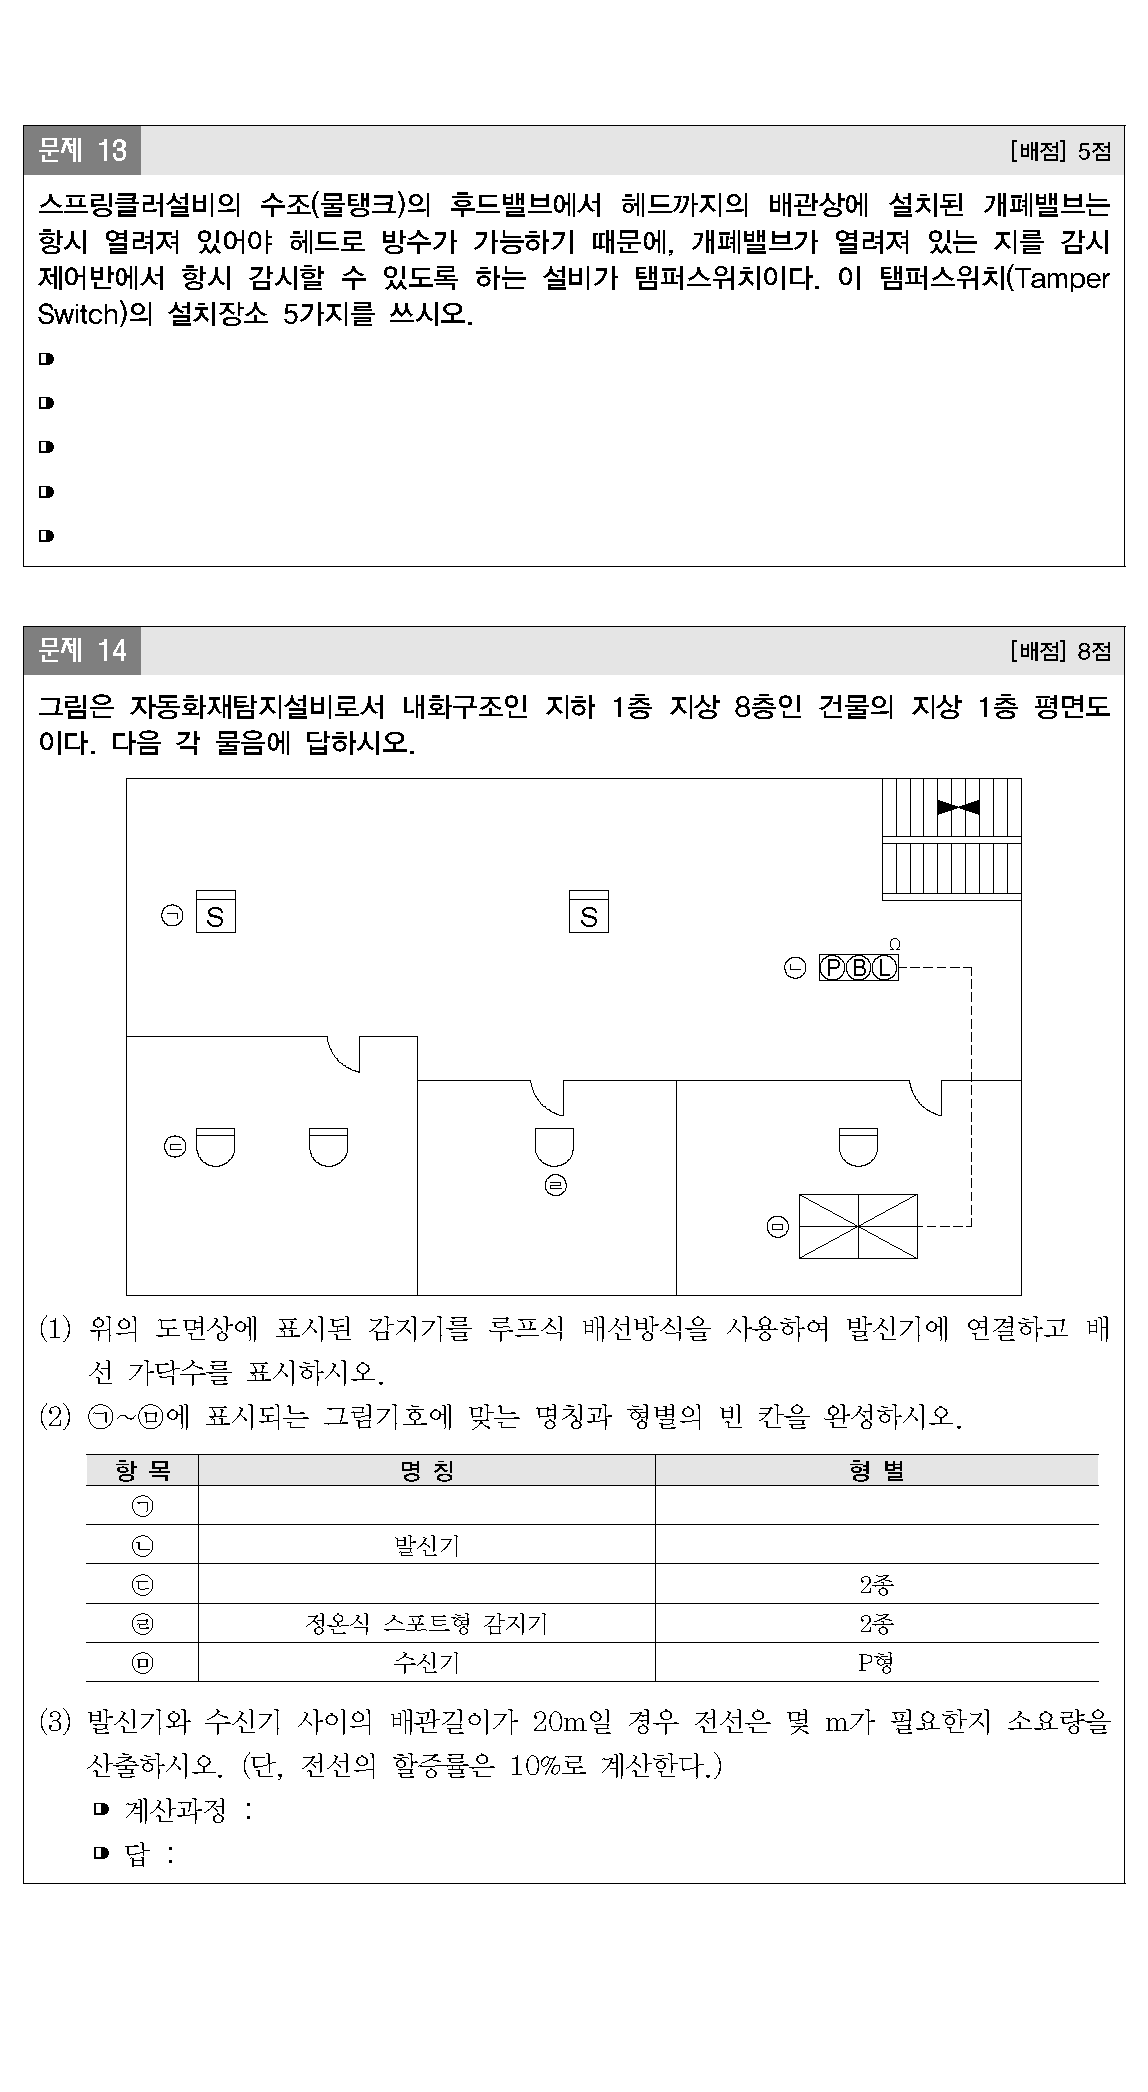 문제 13
[배점] 5점
스프링클러설비의 수조(물탱크)의 후드밸브에서 헤드까지의 배관상에 설치된 개폐밸브는
항시 열려져 있어야 헤드로 방수가 가능하기 때문에, 개폐밸브가 열려져 있는 지를 감시
제어반에서 항시 감시할 수 있도록 하는 설비가 탬퍼스위치이다. 이 탬퍼스위치(Tamper
Switch)의 설치장소 5가지를 쓰시오.
문제 14
[배점] 8점
그림은 자동화재탐지설비로서 내화구조인 지하 1층 지상 8층인 건물의 지상 1층 평면도
이다. 다음 각 물음에 답하시오.
㉠ S S
Ω
㉡ P B L
㉢
㉣
㉤
(1) 위의 도면상에 표시된 감지기를 루프식 배선방식을 사용하여 발신기에 연결하고 배
선 가닥수를 표시하시오.
(2) ㉠~㉤에 표시되는 그림기호에 맞는 명칭과 형별의 빈 칸을 완성하시오.
항 목 명 칭 형 별
㉠
㉡ 발신기
㉢ 2종
㉣ 정온식 스포트형 감지기 2종
㉤ 수신기 P형
(3) 발신기와 수신기 사이의 배관길이가 20m일 경우 전선은 몇 m가 필요한지 소요량을
산출하시오. (단, 전선의 할증률은 10%로 계산한다.)
계산과정 :
답 :